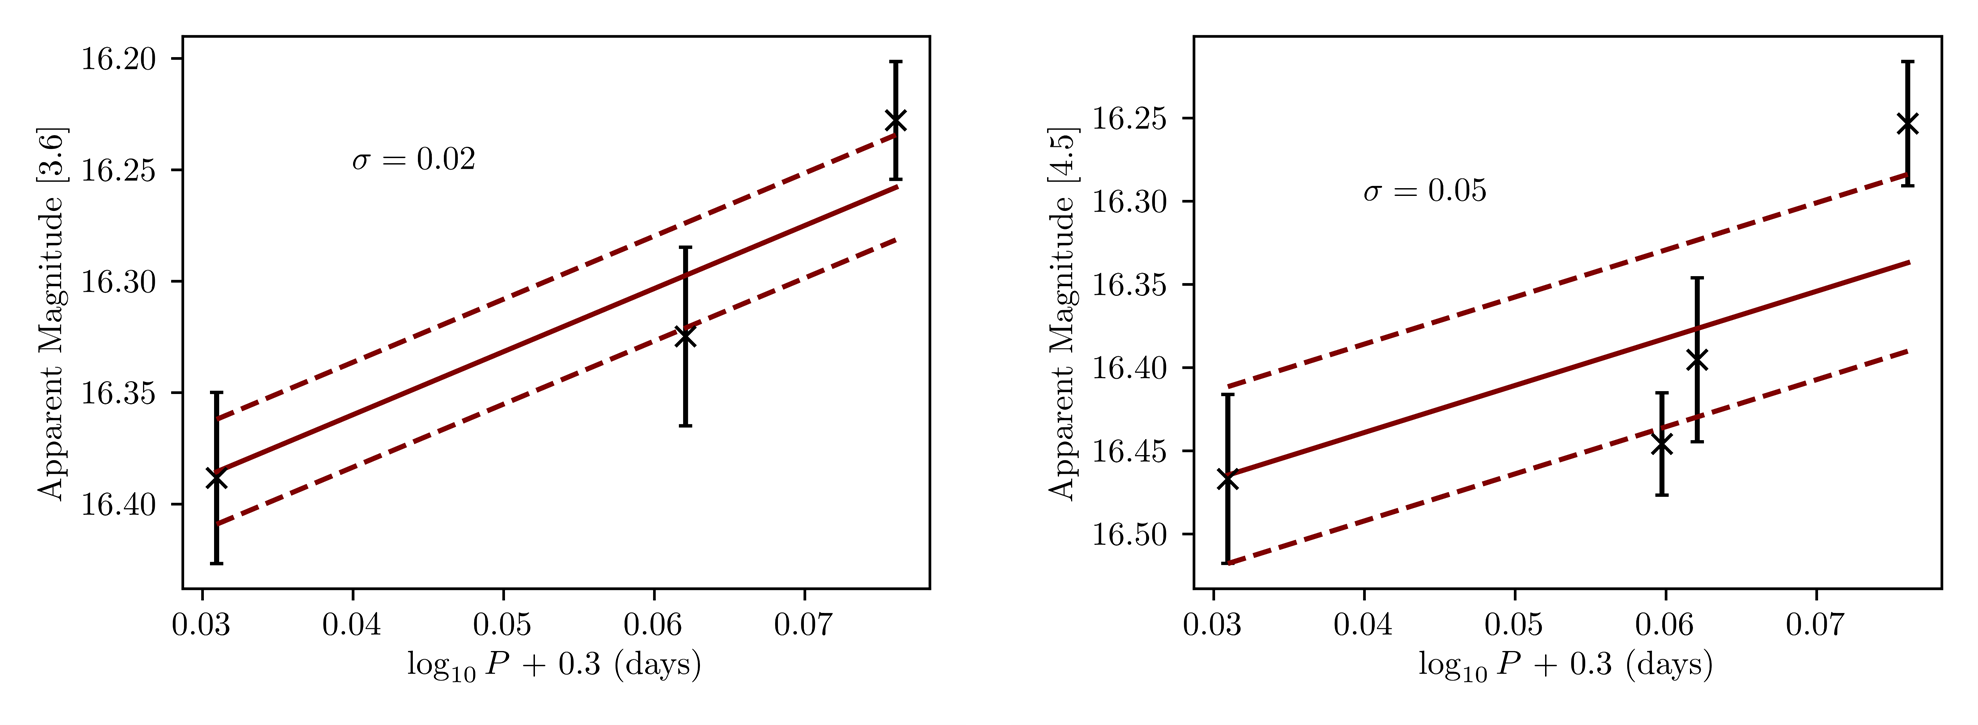 Apparent Magnitude [3.6]
16.20
16.25
16.30
16.35
16.40
σ = 0.02
0.03 0.04 0.05 0.06 0.07
log₁₀ P + 0.3 (days)
Apparent Magnitude [4.5]
16.25
16.30
16.35
16.40
16.45
16.50
σ = 0.05
0.03 0.04 0.05 0.06 0.07
log₁₀ P + 0.3 (days)